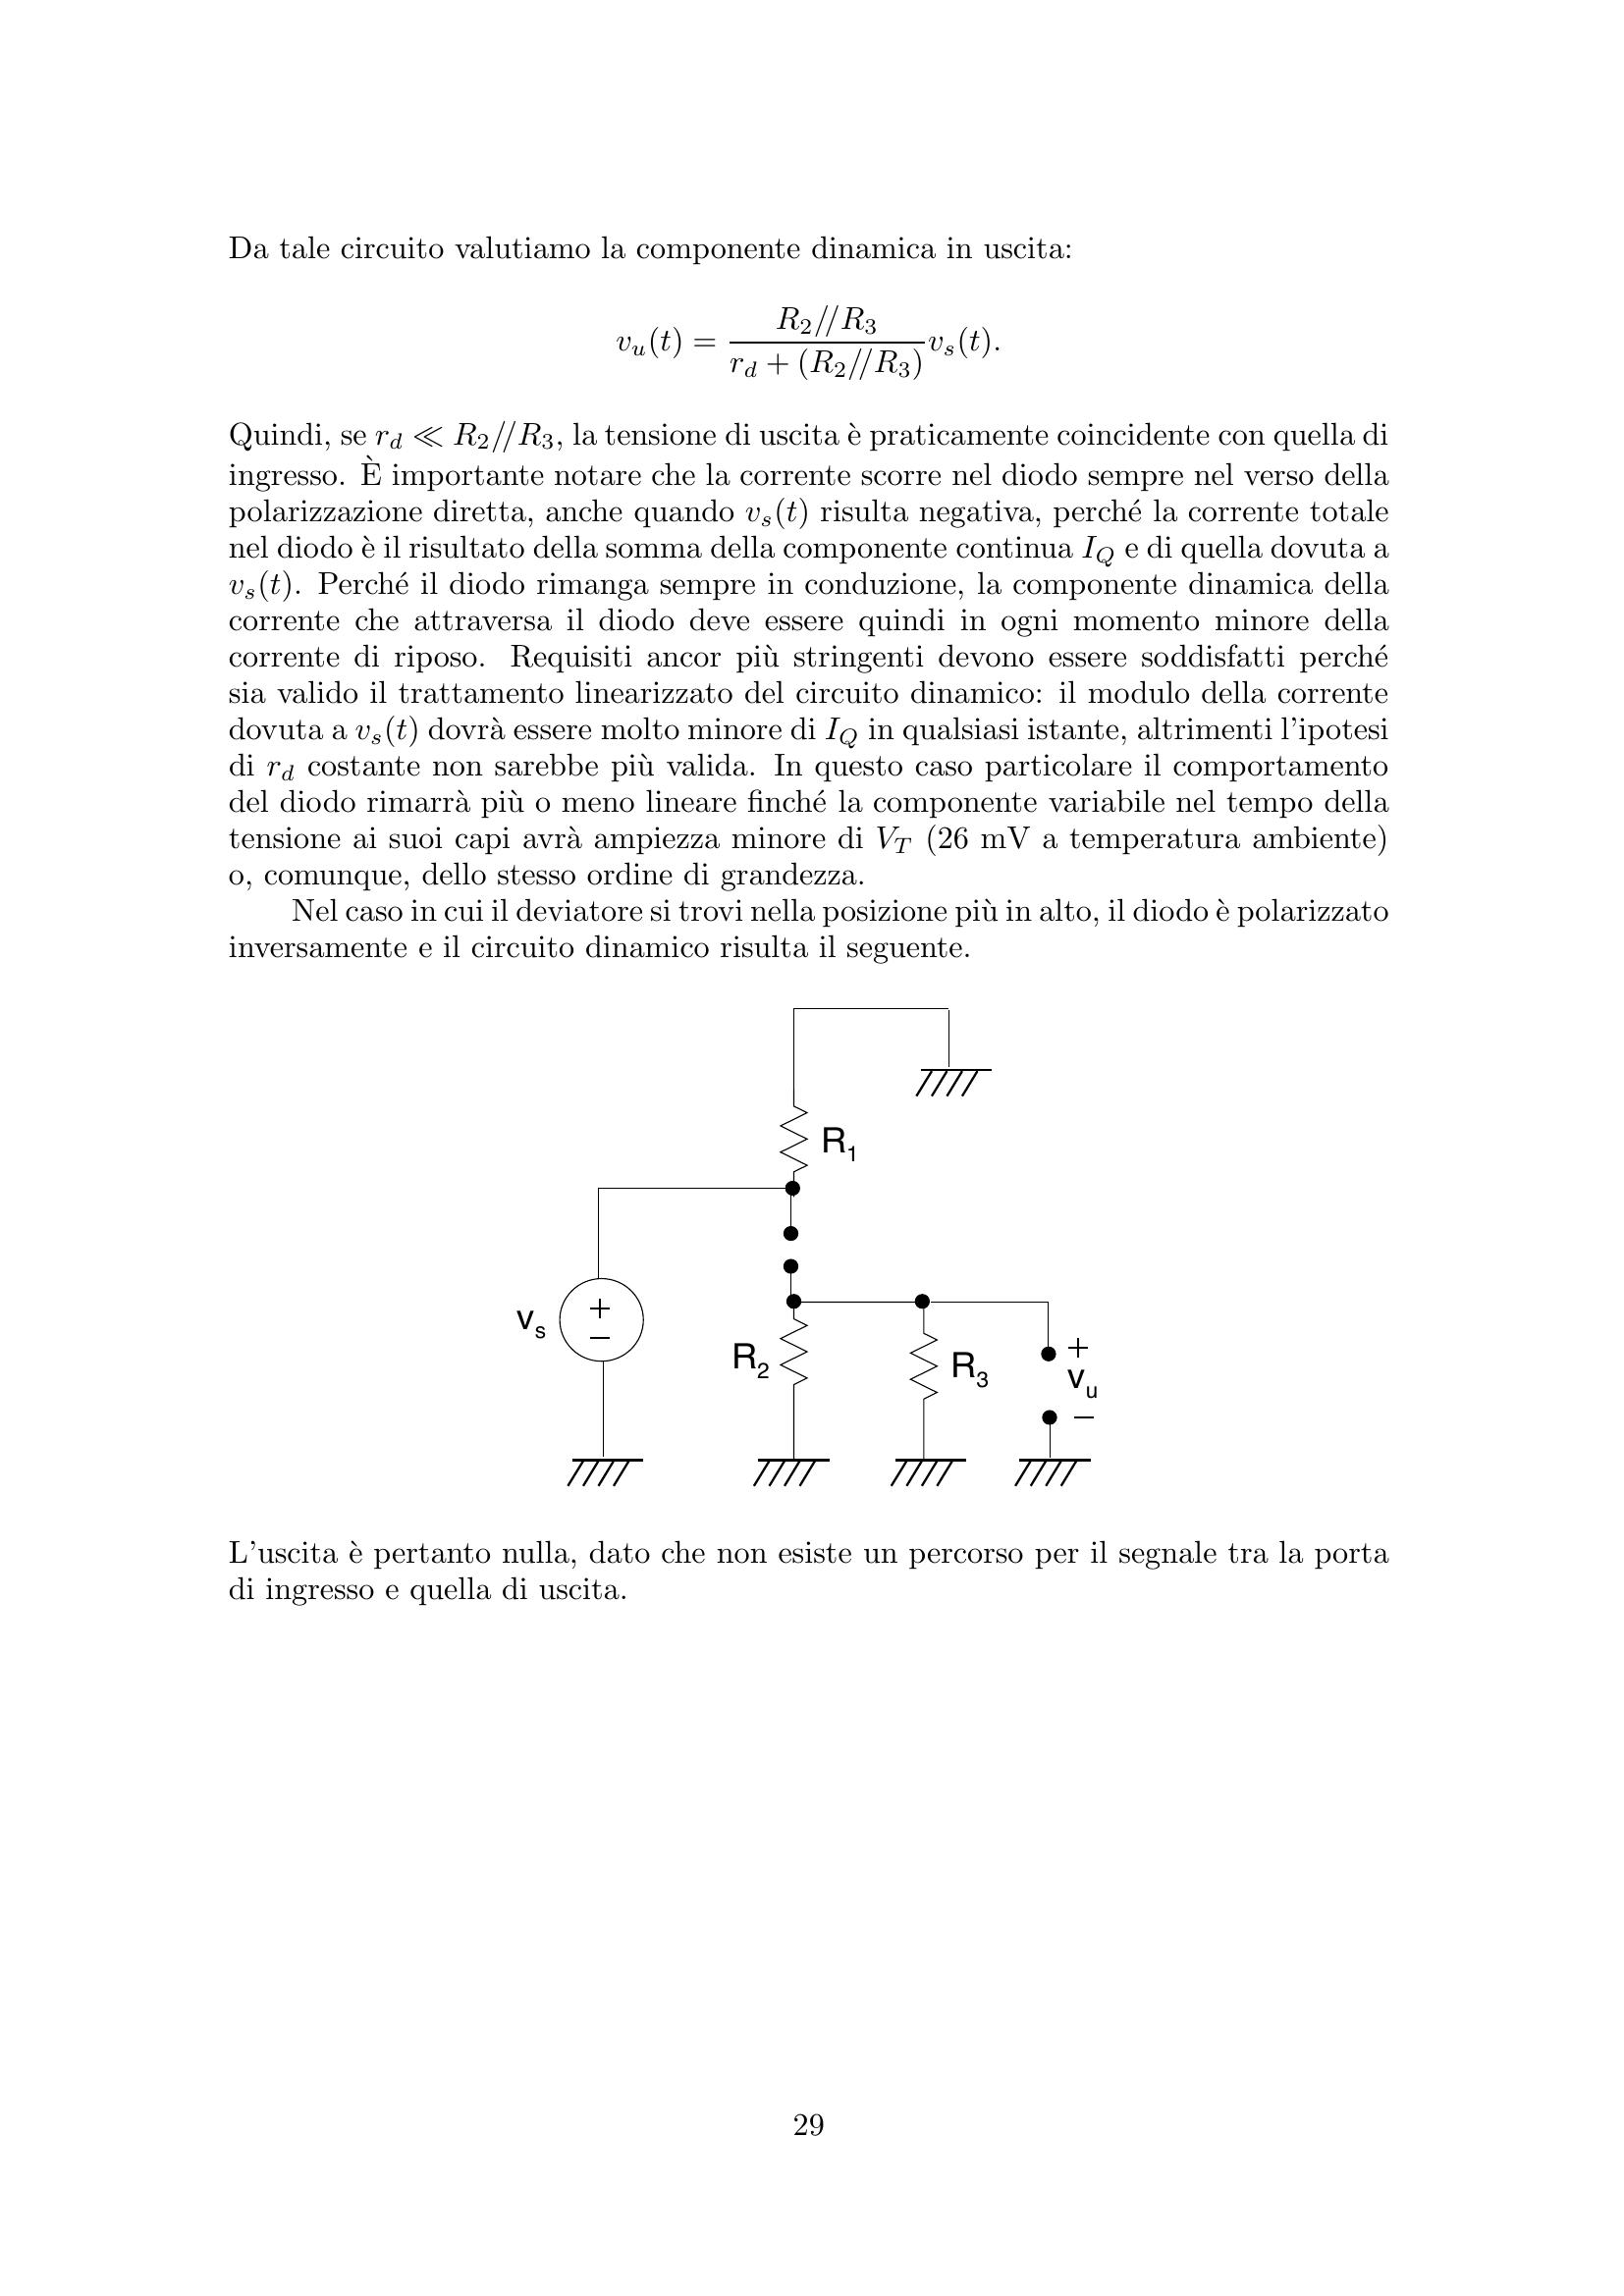 Da tale circuito valutiamo la componente dinamica in uscita:
v_u(t) = \frac{R_2//R_3}{r_d + (R_2//R_3)} v_s(t).
Quindi, se r_d ≪ R_2//R_3, la tensione di uscita è praticamente coincidente con quella di
ingresso. È importante notare che la corrente scorre nel diodo sempre nel verso della
polarizzazione diretta, anche quando v_s(t) risulta negativa, perché la corrente totale
nel diodo è il risultato della somma della componente continua I_Q e di quella dovuta a
v_s(t). Perché il diodo rimanga sempre in conduzione, la componente dinamica della
corrente che attraversa il diodo deve essere quindi in ogni momento minore della
corrente di riposo. Requisiti ancor più stringenti devono essere soddisfatti perché
sia valido il trattamento linearizzato del circuito dinamico: il modulo della corrente
dovuta a v_s(t) dovrà essere molto minore di I_Q in qualsiasi istante, altrimenti l'ipotesi
di r_d costante non sarebbe più valida. In questo caso particolare il comportamento
del diodo rimarrà più o meno lineare finché la componente variabile nel tempo della
tensione ai suoi capi avrà ampiezza minore di V_T (26 mV a temperatura ambiente)
o, comunque, dello stesso ordine di grandezza.
Nel caso in cui il deviatore si trovi nella posizione più in alto, il diodo è polarizzato
inversamente e il circuito dinamico risulta il seguente.
R_1
v_s
+
−
R_2
R_3
+
v_u
−
L'uscita è pertanto nulla, dato che non esiste un percorso per il segnale tra la porta
di ingresso e quella di uscita.
29